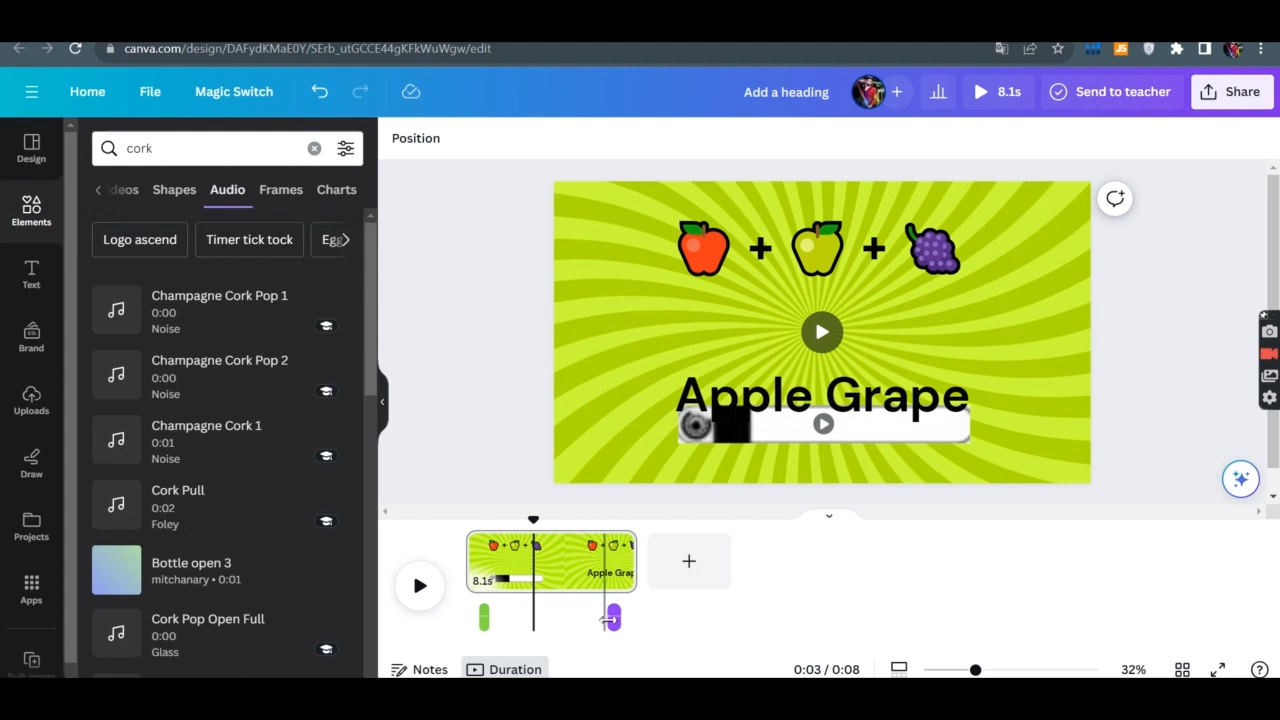 canva.com/design/DAFydKMaE0Y/SErb_utGCCE44gKFkWuWgw/edit
Home
File
Magic Switch
Add a heading
8.1s
Send to teacher
Share
Design
Elements
Text
Brand
Uploads
Draw
Projects
Apps
cork
Shapes
Audio
Frames
Charts
Logo ascend
Timer tick tock
Champagne Cork Pop 1
0:00
Noise
Champagne Cork Pop 2
0:00
Noise
Champagne Cork 1
0:01
Noise
Cork Pull
0:02
Foley
Bottle open 3
mitchanary • 0:01
Cork Pop Open Full
0:00
Glass
Position
+ +
Apple Grape
8.1s
Apple Grap
Notes
Duration
0:03 / 0:08
32%